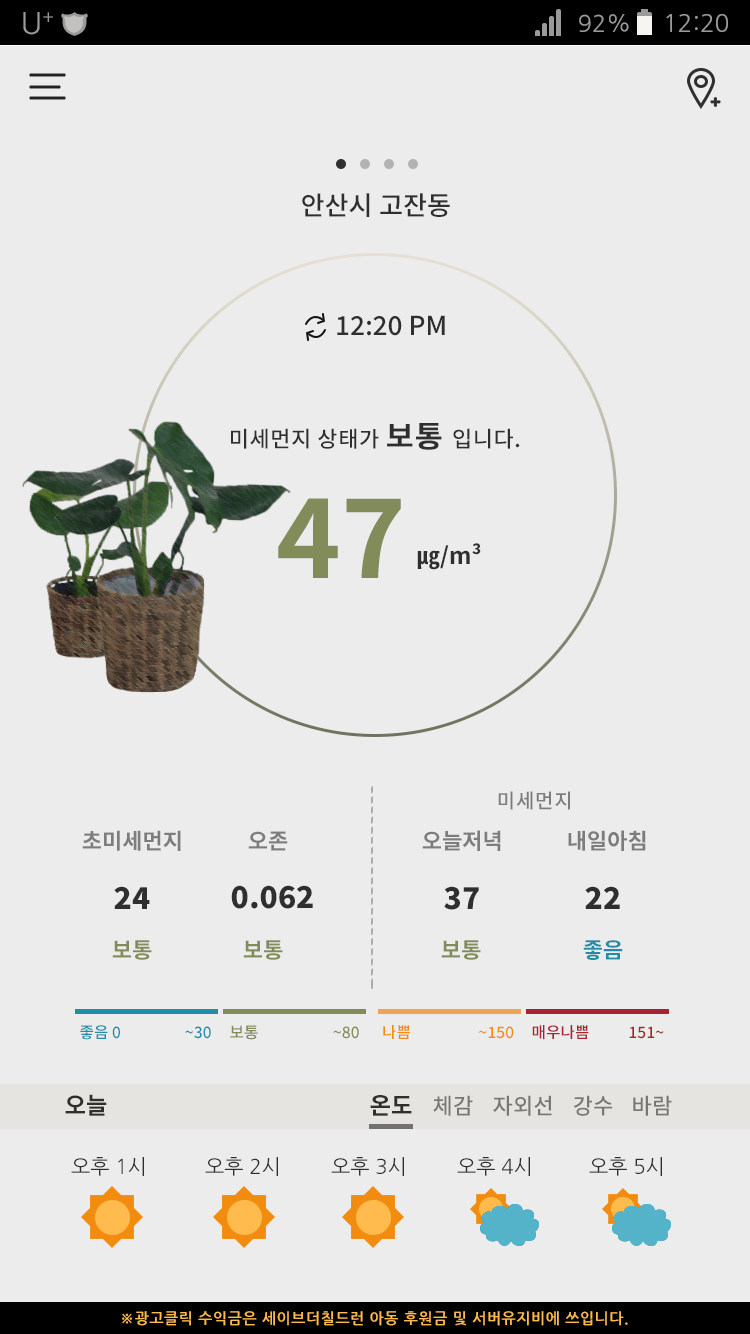 U+ 92% 12:20
안산시 고잔동
12:20 PM
미세먼지 상태가 보통 입니다.
47 µg/m³
미세먼지
초미세먼지 오존 오늘저녁 내일아침
24 0.062 37 22
보통 보통 보통 좋음
좋음 0 ~30 보통 ~80 나쁨 ~150 매우나쁨 151~
오늘 온도 체감 자외선 강수 바람
오후 1시 오후 2시 오후 3시 오후 4시 오후 5시
※광고클릭 수익금은 세이브더칠드런 아동 후원금 및 서버유지비에 쓰입니다.